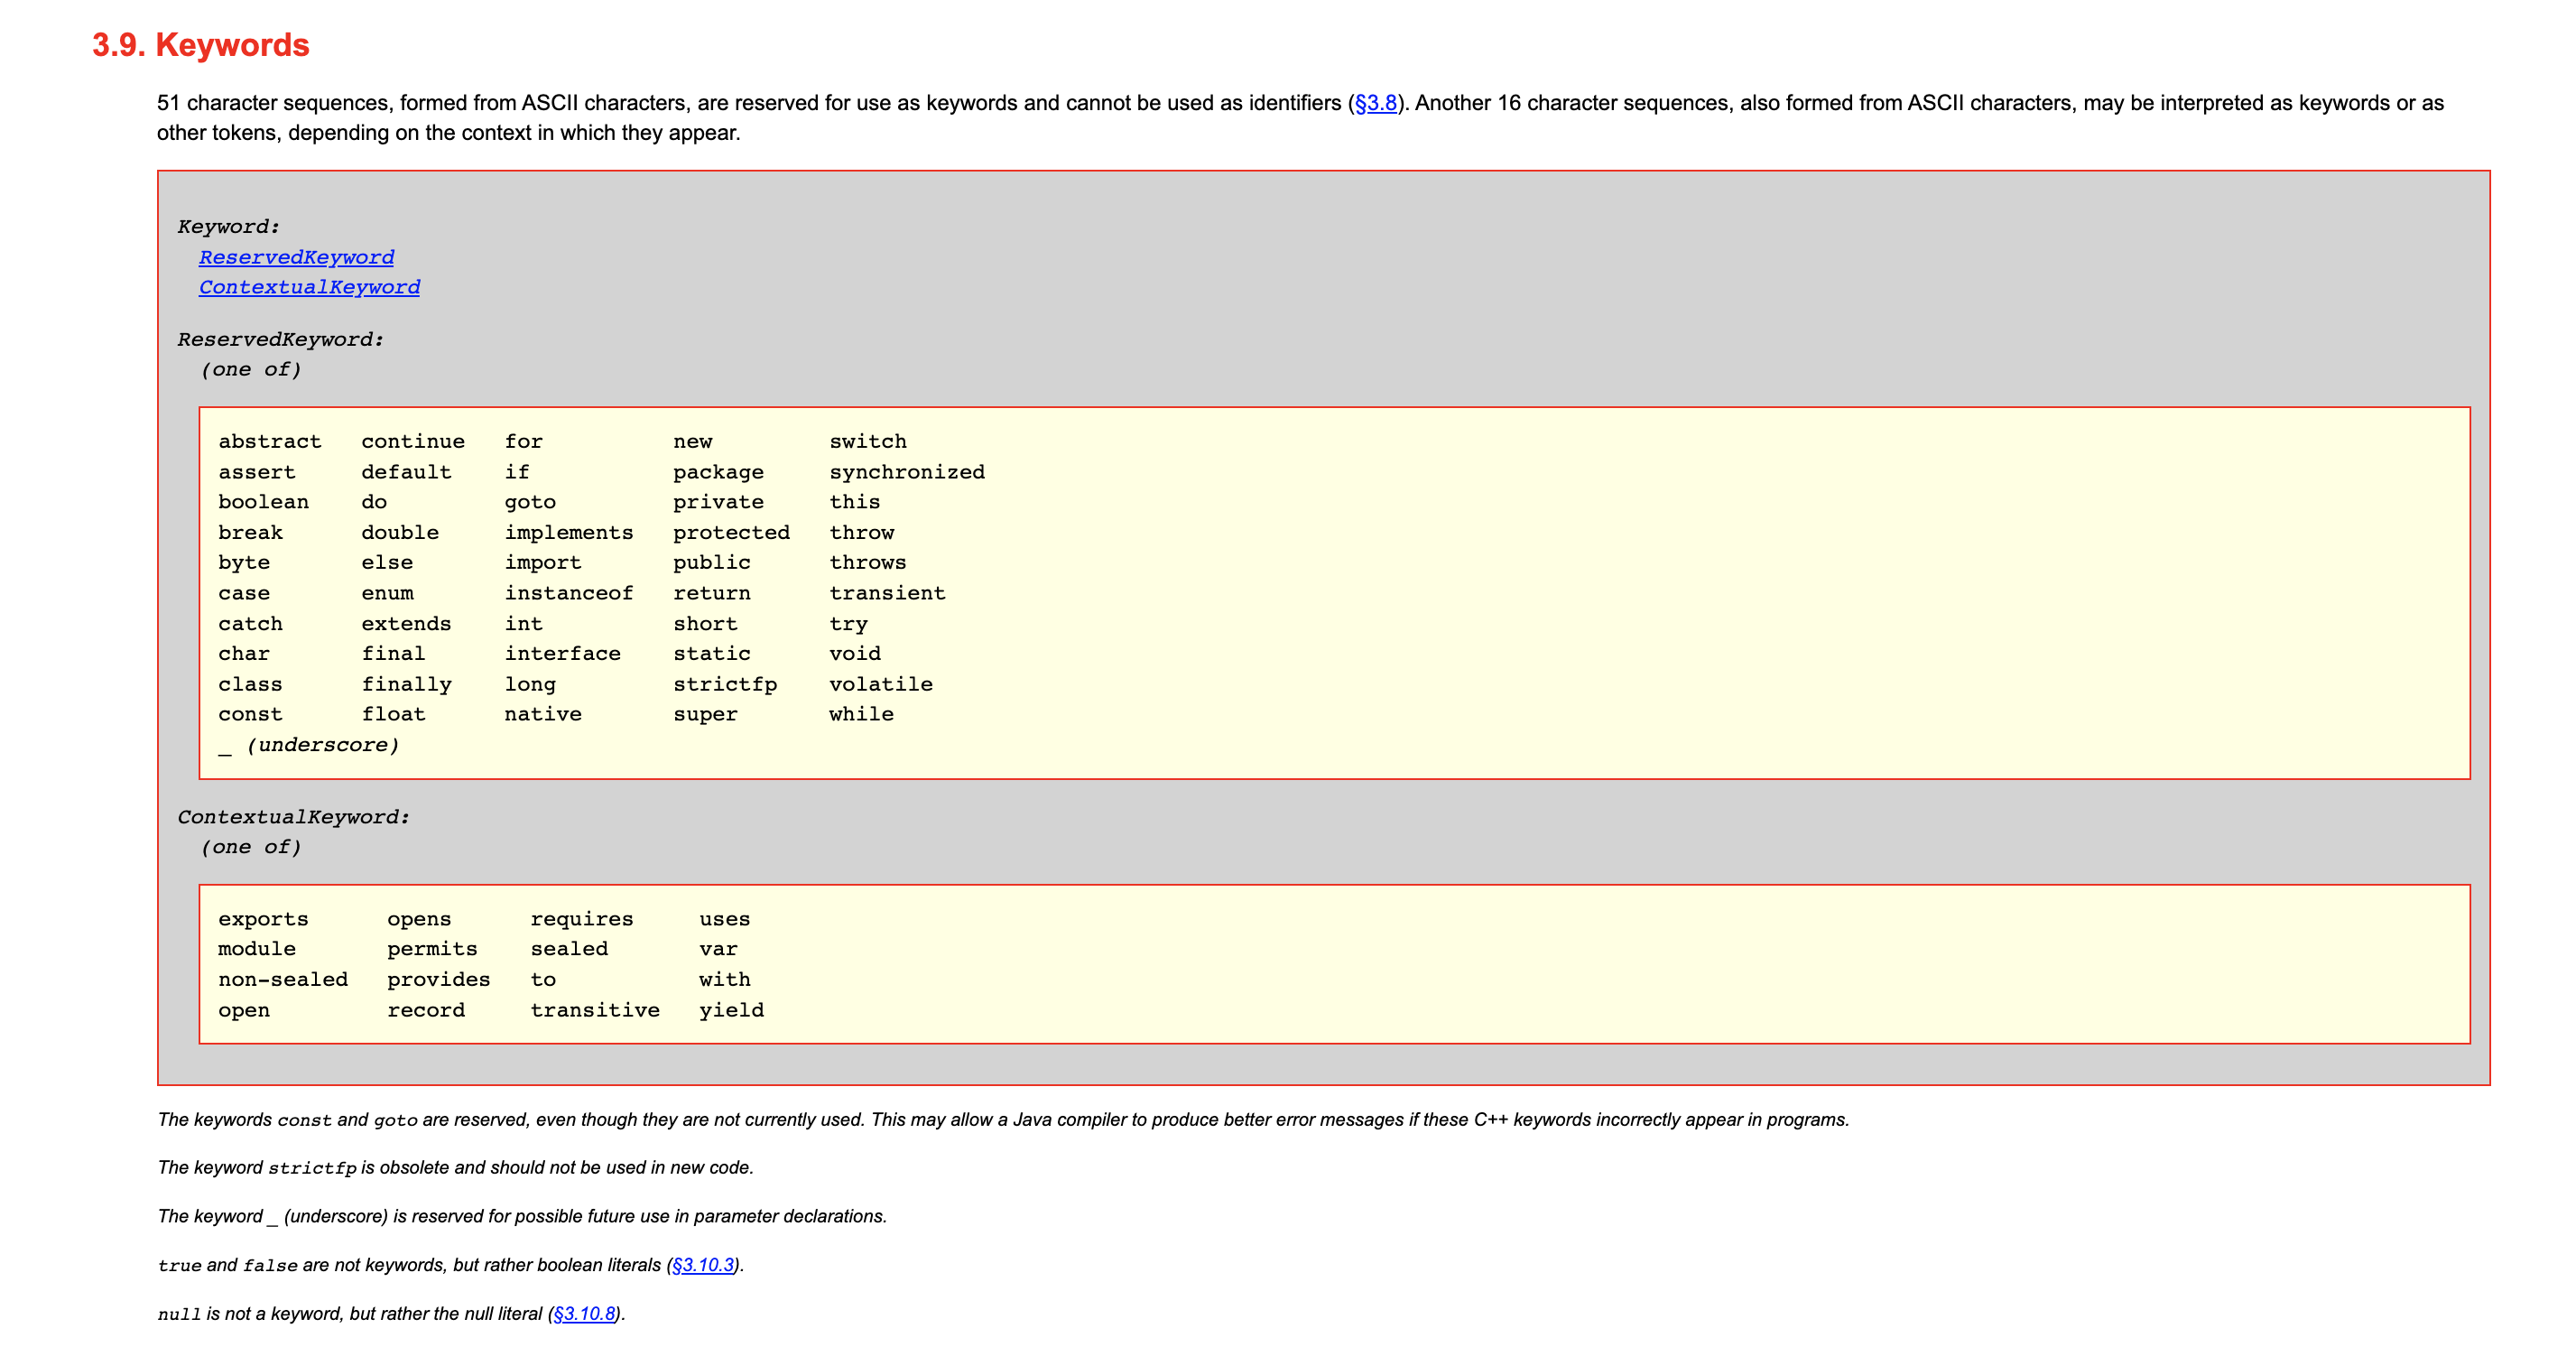 3.9. Keywords
51 character sequences, formed from ASCII characters, are reserved for use as keywords and cannot be used as identifiers (§3.8). Another 16 character sequences, also formed from ASCII characters, may be interpreted as keywords or as
other tokens, depending on the context in which they appear.
Keyword:
ReservedKeyword
ContextualKeyword
ReservedKeyword:
(one of)
abstract continue for new switch
assert default if package synchronized
boolean do goto private this
break double implements protected throw
byte else import public throws
case enum instanceof return transient
catch extends int short try
char final interface static void
class finally long strictfp volatile
const float native super while
_ (underscore)
ContextualKeyword:
(one of)
exports opens requires uses
module permits sealed var
non-sealed provides to with
open record transitive yield
The keywords const and goto are reserved, even though they are not currently used. This may allow a Java compiler to produce better error messages if these C++ keywords incorrectly appear in programs.
The keyword strictfp is obsolete and should not be used in new code.
The keyword _ (underscore) is reserved for possible future use in parameter declarations.
true and false are not keywords, but rather boolean literals (§3.10.3).
null is not a keyword, but rather the null literal (§3.10.8).